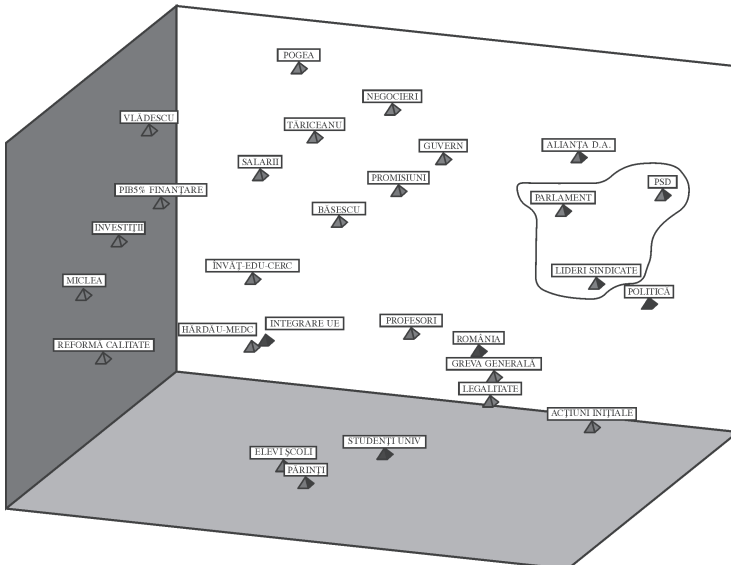 POGEA
NEGOCIERI
VLĂDESCU
TĂRICEANU
GUVERN
ALIANȚA D.A.
SALARII
PROMISIUNI
PSD
PIB5% FINANȚARE
PARLAMENT
BĂSESCU
INVESTIȚII
ÎNVĂȚ-EDU-CERC
LIDERI SINDICATE
MICLEA
POLITICĂ
PROFESORI
INTEGRARE UE
HÂRDĂU-MEDC
ROMÂNIA
REFORMĂ CALITATE
GREVA GENERALĂ
LEGALITATE
ACȚIUNI INIȚIALE
STUDENȚI UNIV
ELEVI ȘCOLI
PĂRINȚI